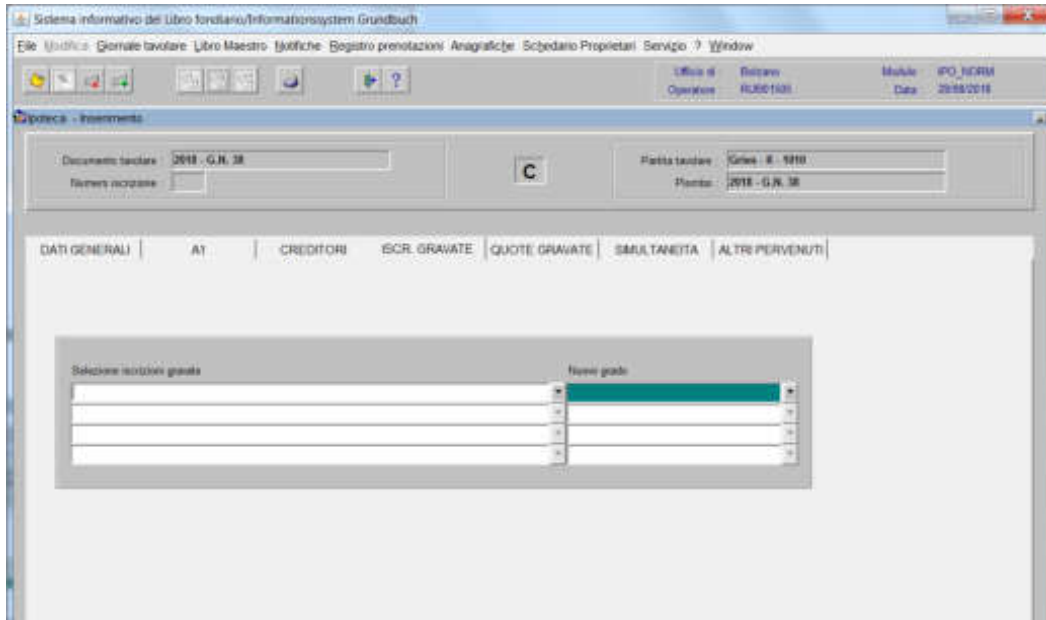 Sistema informativo del Libro fondiario/Informationssystem Grundbuch
File Modifica Giornale tavolare Libro Maestro Notifiche Registro prenotazioni Anagrafiche Schedario Proprietari Servizio ? Window
Ufficio di Bolzano Modulo IPO_NORM
Operatore Data
Ipoteca - Inserimento
Documento tavolare 2018 - G.N. 38 C Partita tavolare Gries - II - 1010
Numero iscrizione Piombo 2018 - G.N. 38
DATI GENERALI A1 CREDITORI ISCR. GRAVATE QUOTE GRAVATE SIMULTANEITA ALTRI PERVENUTI
Selezione iscrizioni gravate Nuovo grado